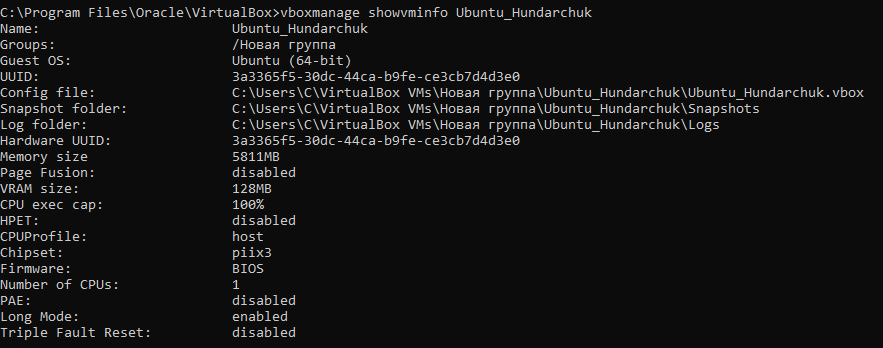 C:\Program Files\Oracle\VirtualBox>vboxmanage showvminfo Ubuntu_Hundarchuk
Name: Ubuntu_Hundarchuk
Groups: /Новая группа
Guest OS: Ubuntu (64-bit)
UUID: 3a3365f5-30dc-44ca-b9fe-ce3cb7d4d3e0
Config file: C:\Users\C\VirtualBox VMs\Новая группа\Ubuntu_Hundarchuk\Ubuntu_Hundarchuk.vbox
Snapshot folder: C:\Users\C\VirtualBox VMs\Новая группа\Ubuntu_Hundarchuk\Snapshots
Log folder: C:\Users\C\VirtualBox VMs\Новая группа\Ubuntu_Hundarchuk\Logs
Hardware UUID: 3a3365f5-30dc-44ca-b9fe-ce3cb7d4d3e0
Memory size 5811MB
Page Fusion: disabled
VRAM size: 128MB
CPU exec cap: 100%
HPET: disabled
CPUProfile: host
Chipset: piix3
Firmware: BIOS
Number of CPUs: 1
PAE: disabled
Long Mode: enabled
Triple Fault Reset: disabled